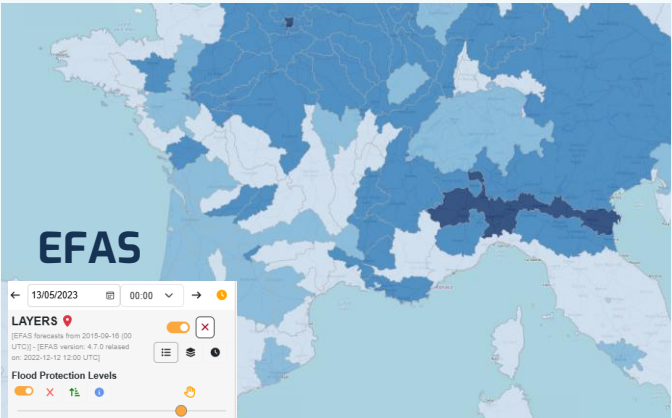 EFAS
13/05/2023
00:00
LAYERS
[EFAS forecasts from 2015-09-16 (00
UTC)] - [EFAS version: 4.7.0 relased
on: 2022-12-12 12:00 UTC]
Flood Protection Levels